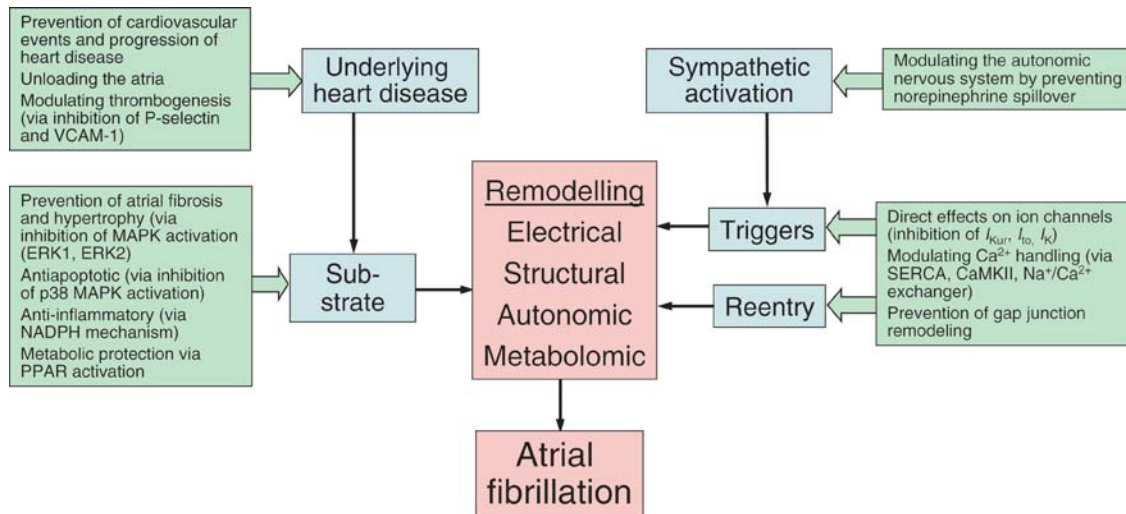 Prevention of cardiovascular
events and progression of
heart disease
Unloading the atria
Modulating thrombogenesis
(via inhibition of P-selectin
and VCAM-1)
Underlying
heart disease
Sympathetic
activation
Modulating the autonomic
nervous system by preventing
norepinephrine spillover
Prevention of atrial fibrosis
and hypertrophy (via
inhibition of MAPK activation
(ERK1, ERK2)
Antiapoptotic (via inhibition
of p38 MAPK activation)
Anti-inflammatory (via
NADPH mechanism)
Metabolic protection via
PPAR activation
Sub-
strate
Remodelling
Electrical
Structural
Autonomic
Metabolomic
Triggers
Reentry
Direct effects on ion channels
(inhibition of IKur, Ito, IK)
Modulating Ca²⁺ handling (via
SERCA, CaMKII, Na⁺/Ca²⁺
exchanger)
Prevention of gap junction
remodeling
Atrial
fibrillation